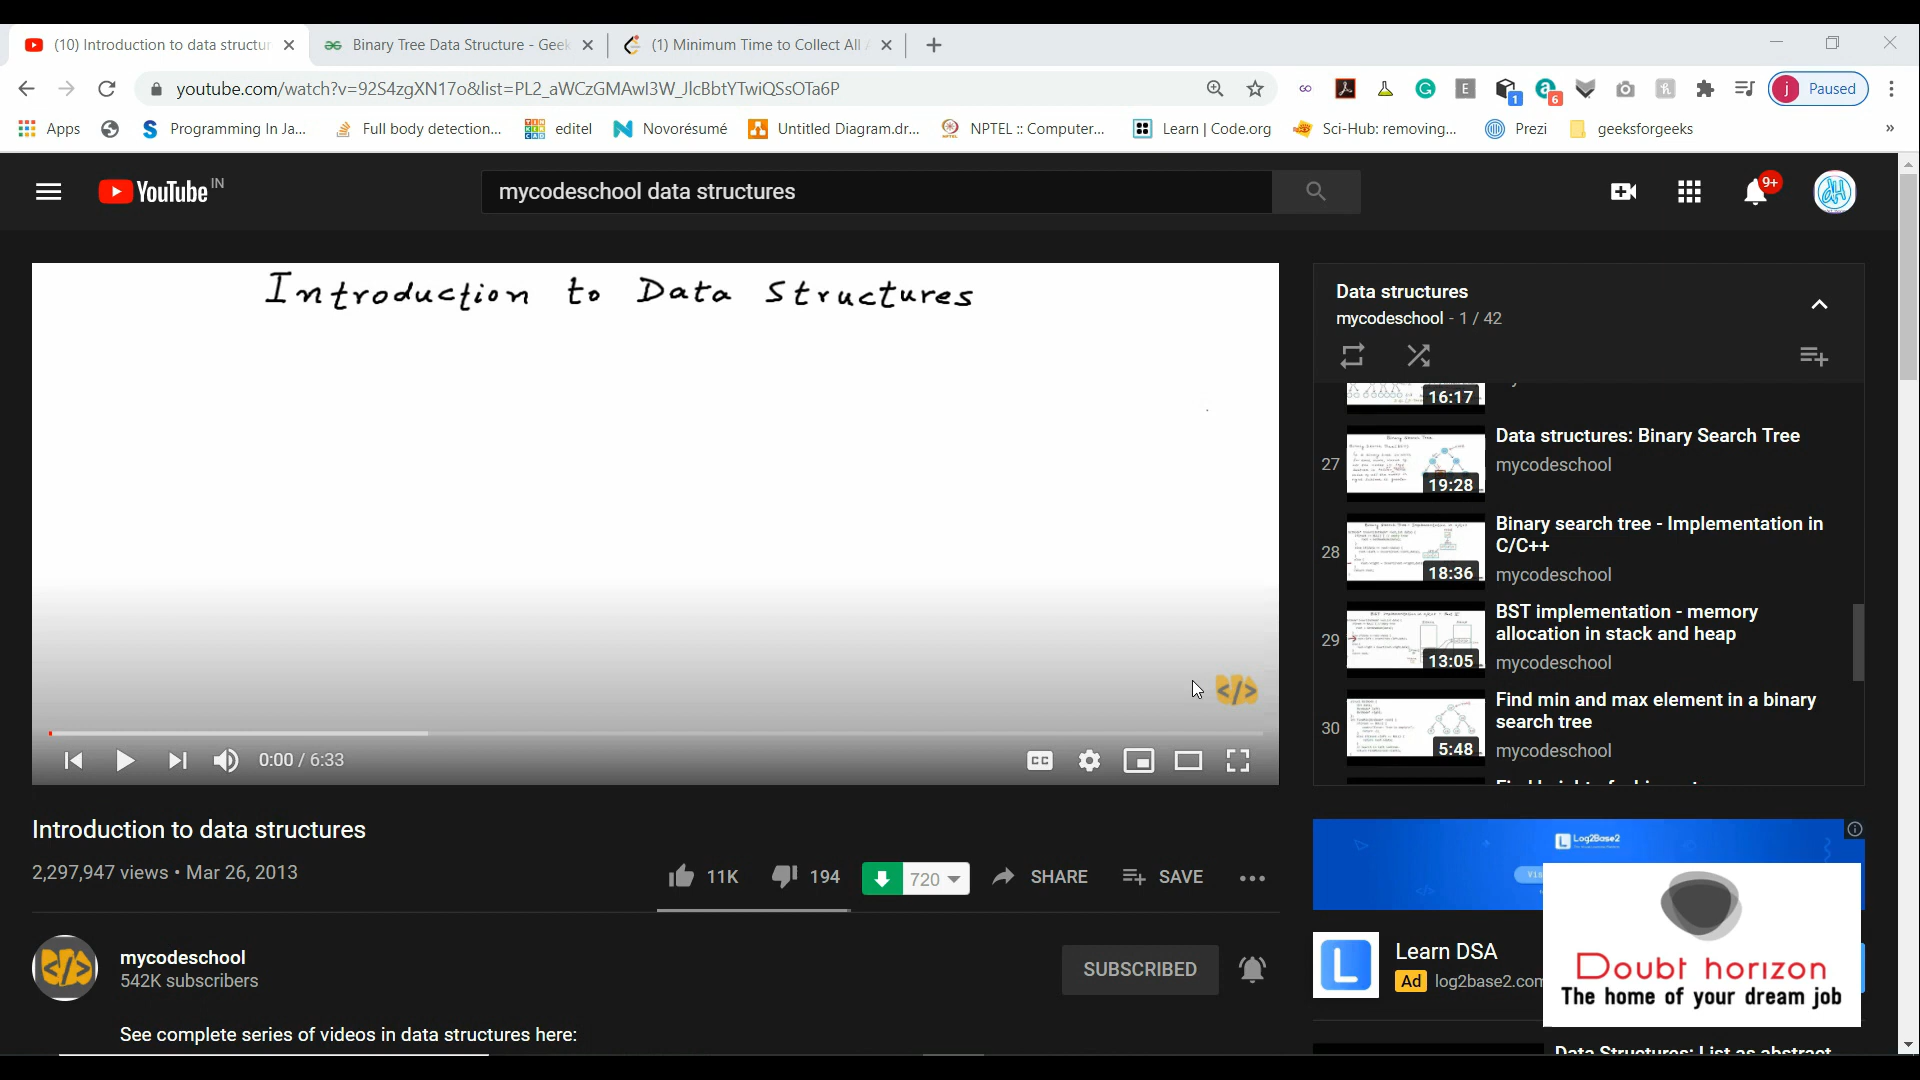 (10) Introduction to data structur
Binary Tree Data Structure - Geek
(1) Minimum Time to Collect All
youtube.com/watch?v=92S4zgXN17o&list=PL2_aWCzGMAwI3W_JlcBbtYTwiQSsOTa6P
1
6
j Paused
Apps
Programming In Ja...
Full body detection...
editel
Novorésumé
Untitled Diagram.dr...
NPTEL :: Computer...
Learn | Code.org
Sci-Hub: removing...
Prezi
geeksforgeeks
»
YouTube IN
mycodeschool data structures
9+
Introduction to Data Structures
0:00 / 6:33
CC
Data structures
mycodeschool - 1 / 42
16:17
27
19:28
Data structures: Binary Search Tree
mycodeschool
28
18:36
Binary search tree - Implementation in
C/C++
mycodeschool
29
13:05
BST implementation - memory
allocation in stack and heap
mycodeschool
30
5:48
Find min and max element in a binary
search tree
mycodeschool
Introduction to data structures
2,297,947 views • Mar 26, 2013
11K
194
720
SHARE
SAVE
mycodeschool
542K subscribers
SUBSCRIBED
See complete series of videos in data structures here:
Log2Base2
Learn DSA
Ad log2base2.com
Doubt horizon
The home of your dream job
Data Structures: List as abstract